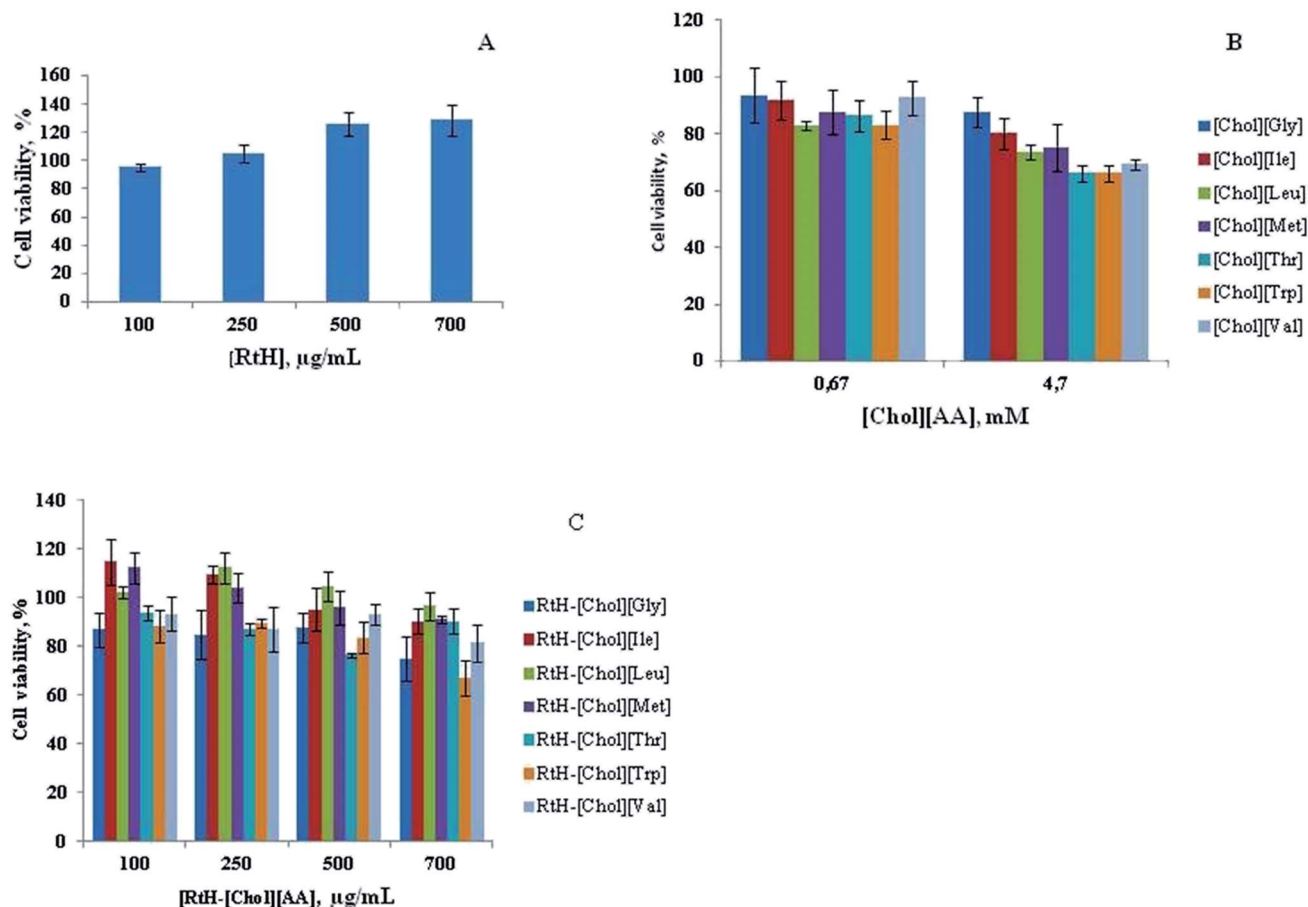 A
160
140
120
100
80
60
40
20
0
Cell viability, %
100 250 500 700
[RtH], µg/mL
B
120
100
80
60
40
20
0
Cell viability, %
0,67 4,7
[Chol][AA], mM
[Chol][Gly]
[Chol][Ile]
[Chol][Leu]
[Chol][Met]
[Chol][Thr]
[Chol][Trp]
[Chol][Val]
C
140
120
100
80
60
40
20
0
Cell viability,%
100 250 500 700
[RtH-[Chol][AA], µg/mL
RtH-[Chol][Gly]
RtH-[Chol][Ile]
RtH-[Chol][Leu]
RtH-[Chol][Met]
RtH-[Chol][Thr]
RtH-[Chol][Trp]
RtH-[Chol][Val]